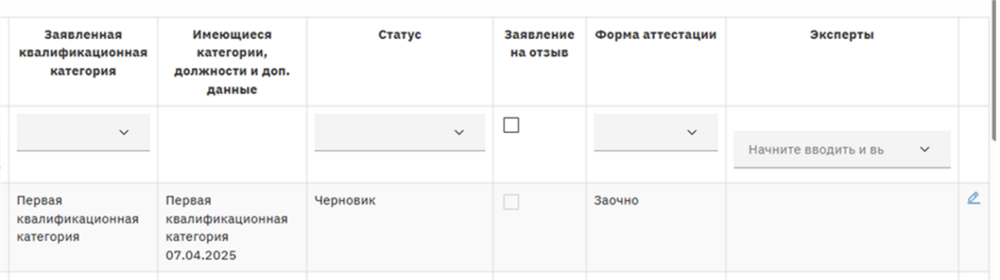 Заявленная
квалификационная
категория
Имеющиеся
категории,
должности и доп.
данные
Статус
Заявление
на отзыв
Форма аттестации
Эксперты
Начните вводить и вь
Первая
квалификационная
категория
Первая
квалификационная
категория
07.04.2025
Черновик
Заочно